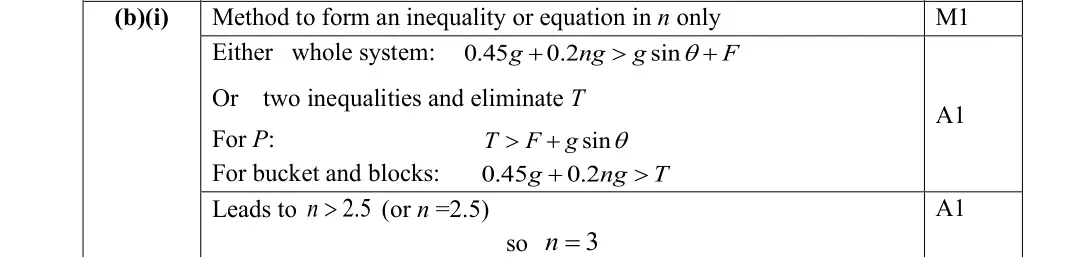 (b)(i) Method to form an inequality or equation in n only M1
Either whole system: 0.45g + 0.2ng > g sin θ + F
Or two inequalities and eliminate T
A1
For P: T > F + g sin θ
For bucket and blocks: 0.45g + 0.2ng > T
Leads to n > 2.5 (or n =2.5) A1
so n = 3